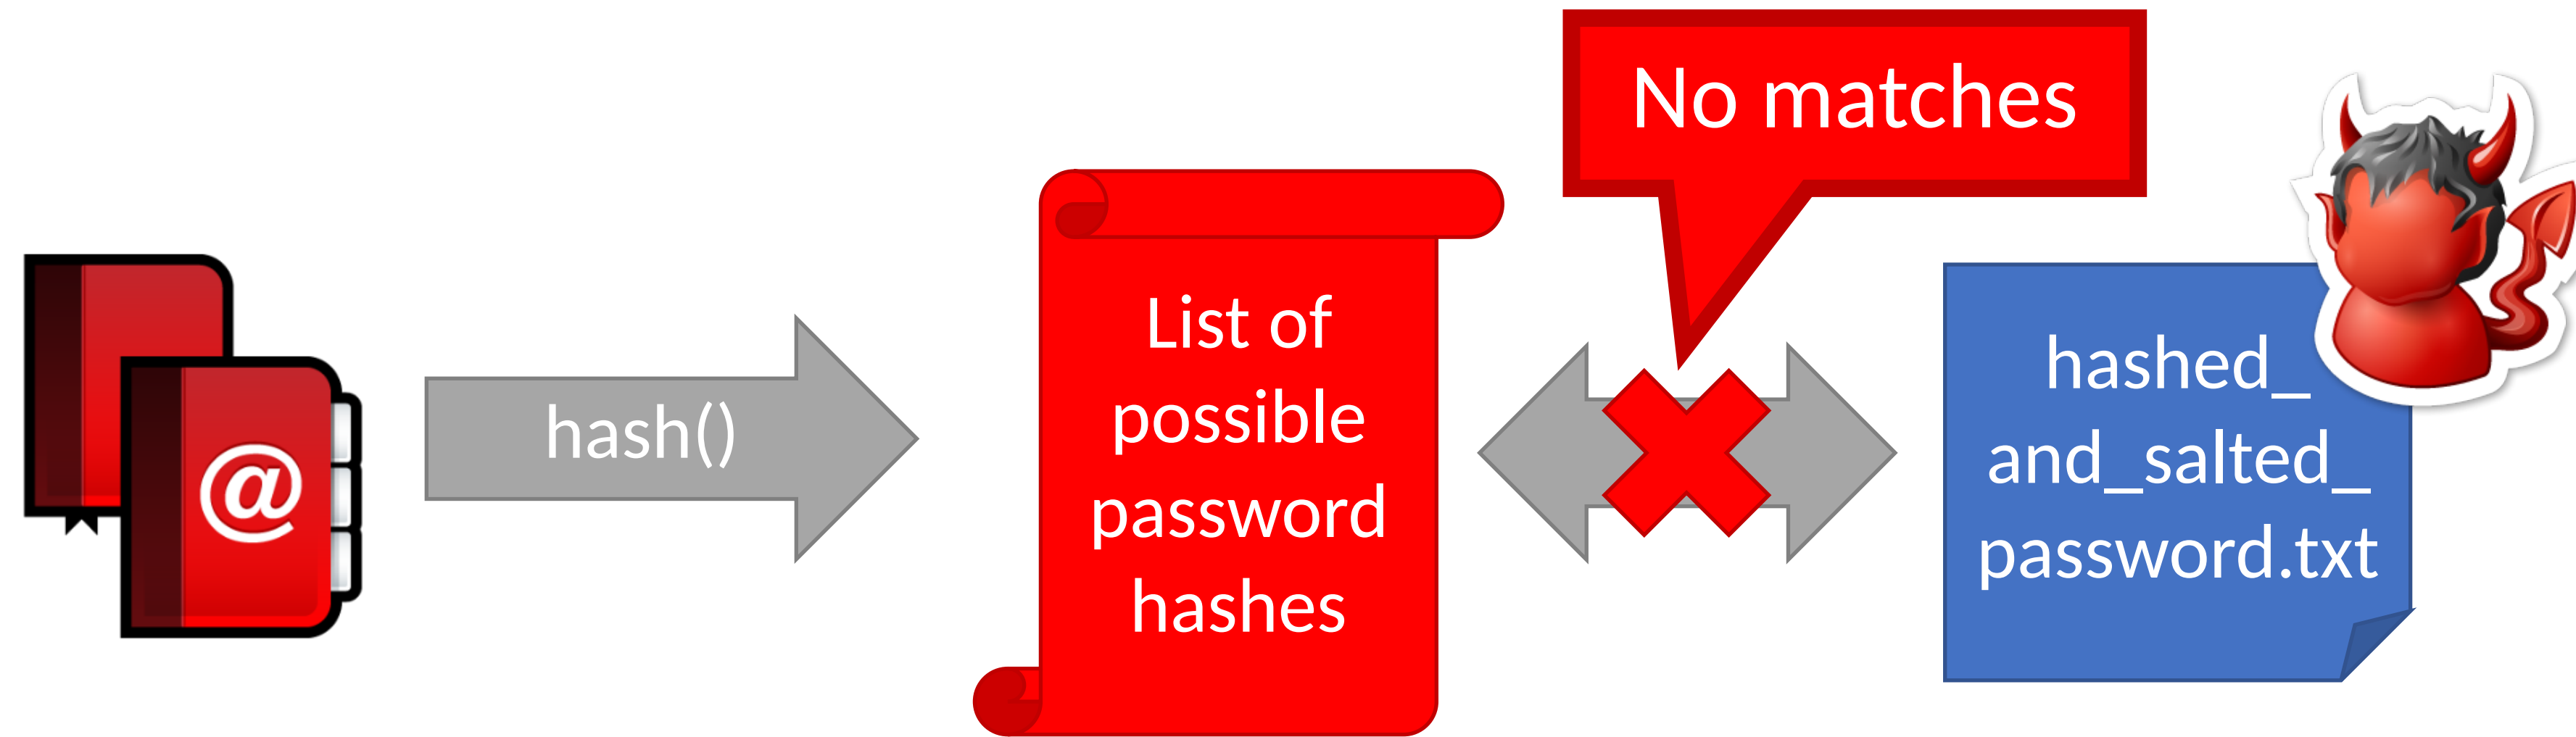 @
hash()
List of
possible
password
hashes
No matches
hashed_
and_salted_
password.txt